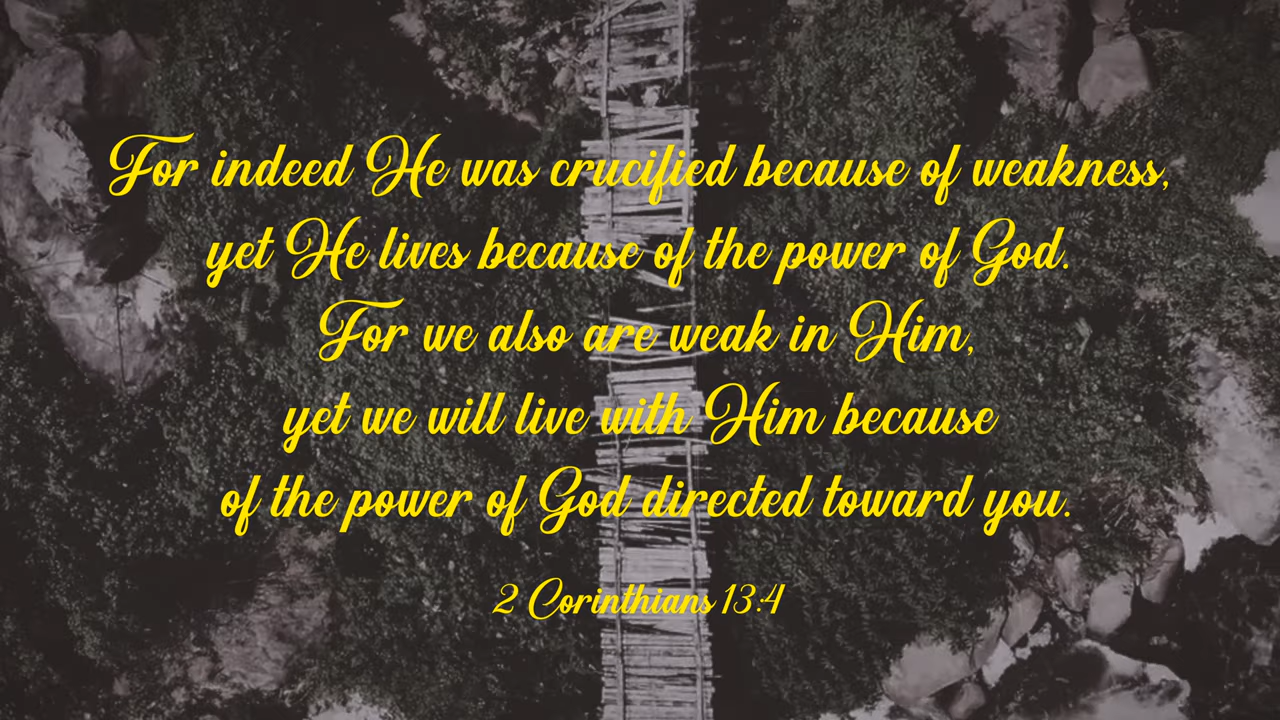 For indeed He was crucified because of weakness,
yet He lives because of the power of God.
For we also are weak in Him,
yet we will live with Him because
of the power of God directed toward you.
2 Corinthians 13:4